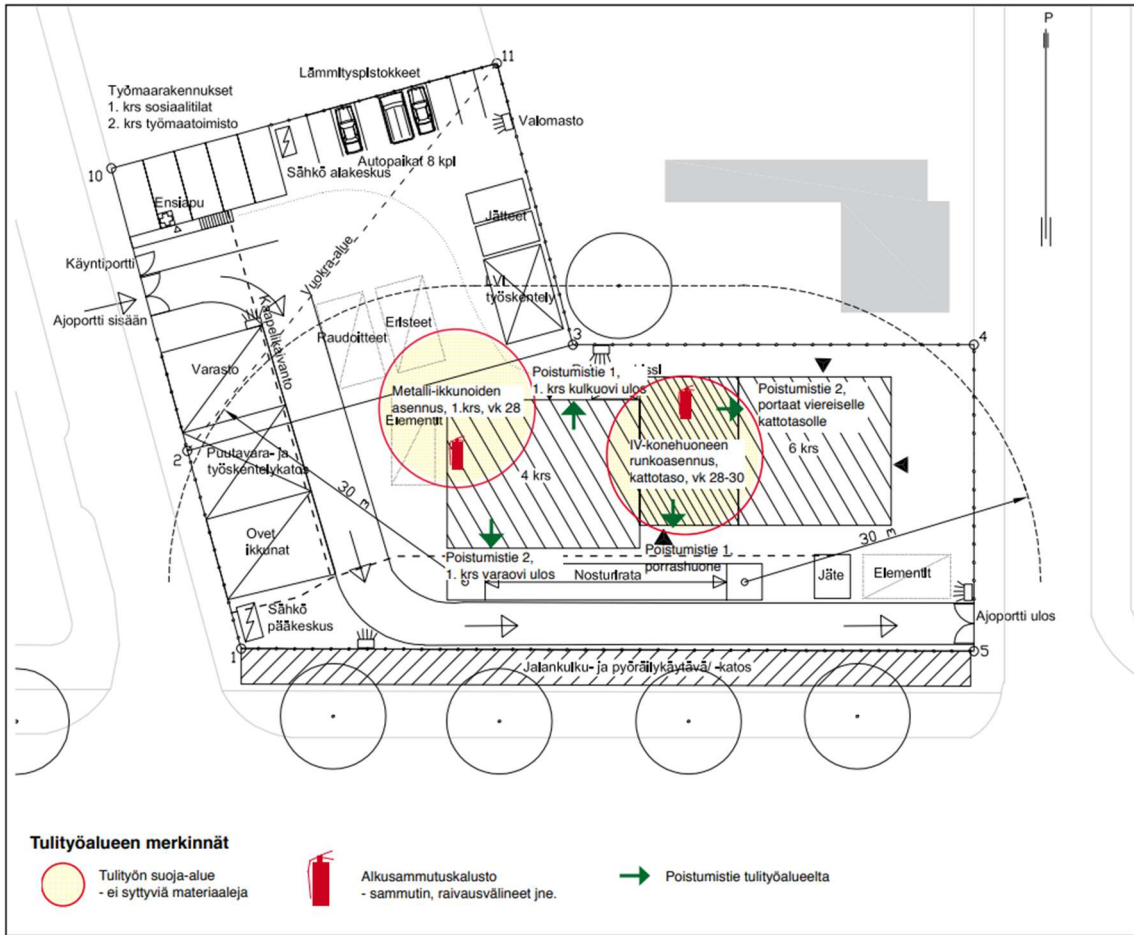 P
11
Lämmityspistokkeet
Työmaarakennukset
1. krs sosiaalitilat
2. krs työmaatoimisto
Valomasto
10
Autopaikat 8 kpl
Sähkö alakeskus
Ensiapu
Jätteet
Käyntiportti
Vuokra-alue
LVI
työskentely
Ajoportti sisään
Kaapelikaivanto
Eristeet
Raudoitteet
3
4
Varasto
Poistumistie 1,
1. krs kulkuovi ulos
Metalli-ikkunoiden
asennus, 1.krs, vk 28
Elementit
Poistumistie 2,
portaat viereiselle
kattotasolle
IV-konehuoneen
runkoasennus,
kattotaso, vk 28-30
6 krs
2
Puutavara- ja
työskentelykatos
4 krs
30 m
30 m
Ovet
ikkunat
Poistumistie 2,
1. krs varaovi ulos
Poistumistie 1,
porrashuone
Nosturirata
Jäte
Elementit
Sähkö
pääkeskus
Ajoportti ulos
1
5
Jalankulku- ja pyöräilykäytävä/ -katos
Tulityöalueen merkinnät
Tulityön suoja-alue
- ei syttyviä materiaaleja
Alkusammutuskalusto
- sammutin, raivausvälineet jne.
Poistumistie tulityöalueelta